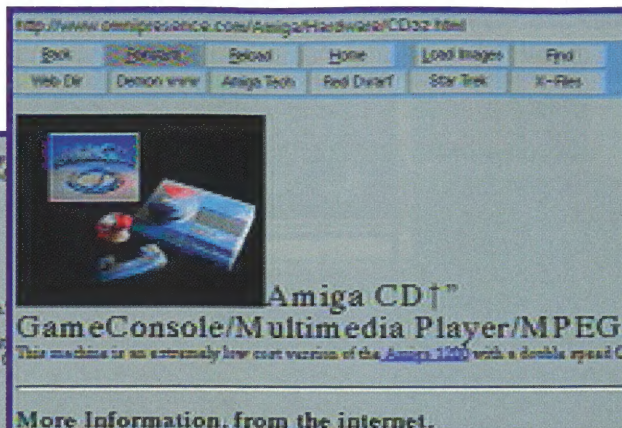 http://www.omnipresence.com/Amiga/Hardware/CD32.html
Back Forward Reload Home Load Images Find
Web Dir Demon www Amiga Tech Red Dwarf Star Trek X-Files
Amiga CD†"
GameConsole/Multimedia Player/MPEG
This machine is an extremely low cost version of the Amiga 1200 with a double speed C
More Information, from the internet.